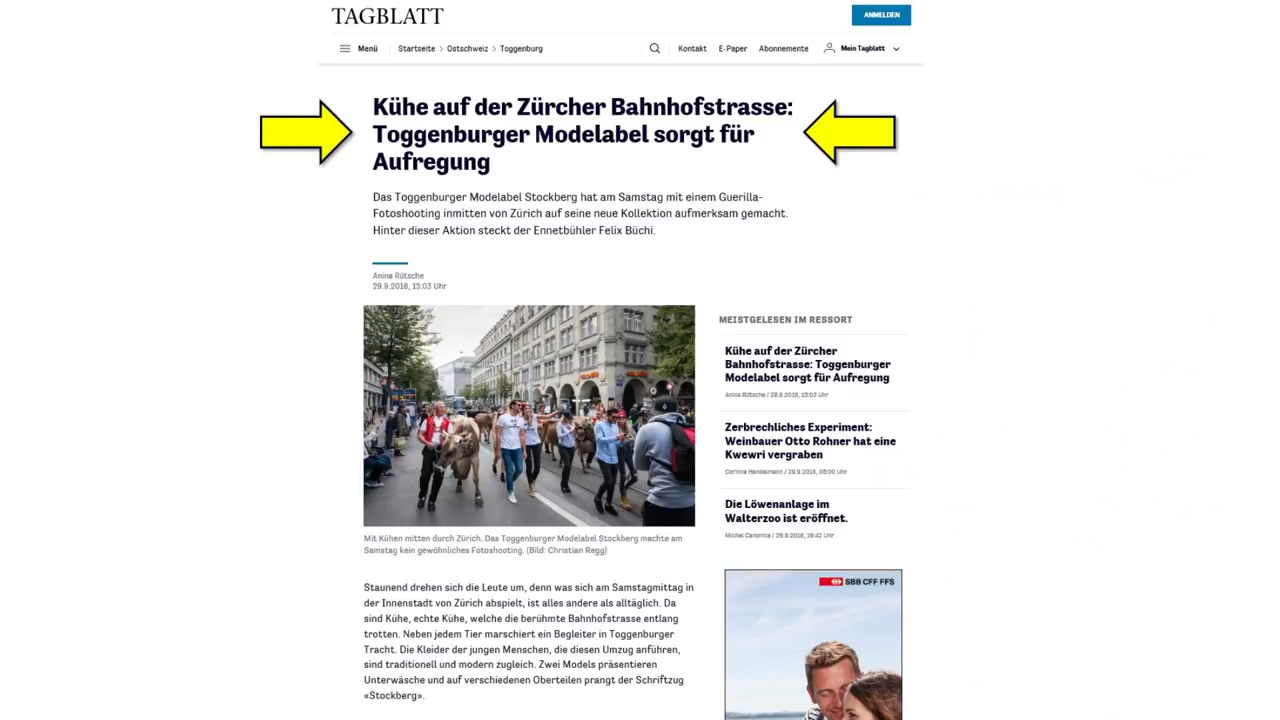 TAGBLATT
ANMELDEN
Menü
Startseite > Ostschweiz > Toggenburg
Kontakt
E-Paper
Abonnemente
Mein Tagblatt
Kühe auf der Zürcher Bahnhofstrasse:
Toggenburger Modelabel sorgt für
Aufregung
Das Toggenburger Modelabel Stockberg hat am Samstag mit einem Guerilla-
Fotoshooting inmitten von Zürich auf seine neue Kollektion aufmerksam gemacht.
Hinter dieser Aktion steckt der Ennetbühler Felix Büchi.
Anina Rütsche
29.9.2018, 15:03 Uhr
Mit Kühen mitten durch Zürich. Das Toggenburger Modelabel Stockberg machte am
Samstag kein gewöhnliches Fotoshooting. (Bild: Christian Regg)
Staunend drehen sich die Leute um, denn was sich am Samstagmittag in
der Innenstadt von Zürich abspielt, ist alles andere als alltäglich. Da
sind Kühe, echte Kühe, welche die berühmte Bahnhofstrasse entlang
trotten. Neben jedem Tier marschiert ein Begleiter in Toggenburger
Tracht. Die Kleider der jungen Menschen, die diesen Umzug anführen,
sind traditionell und modern zugleich. Zwei Models präsentieren
Unterwäsche und auf verschiedenen Oberteilen prangt der Schriftzug
«Stockberg».
MEISTGELESEN IM RESSORT
Kühe auf der Zürcher
Bahnhofstrasse: Toggenburger
Modelabel sorgt für Aufregung
Anina Rütsche / 29.9.2018, 15:03 Uhr
Zerbrechliches Experiment:
Weinbauer Otto Rohner hat eine
Kwewri vergraben
Corinne Hanselmann / 29.9.2018, 05:00 Uhr
Die Löwenanlage im
Walterzoo ist eröffnet.
Michel Canonica / 29.9.2018, 18:42 Uhr
SBB CFF FFS